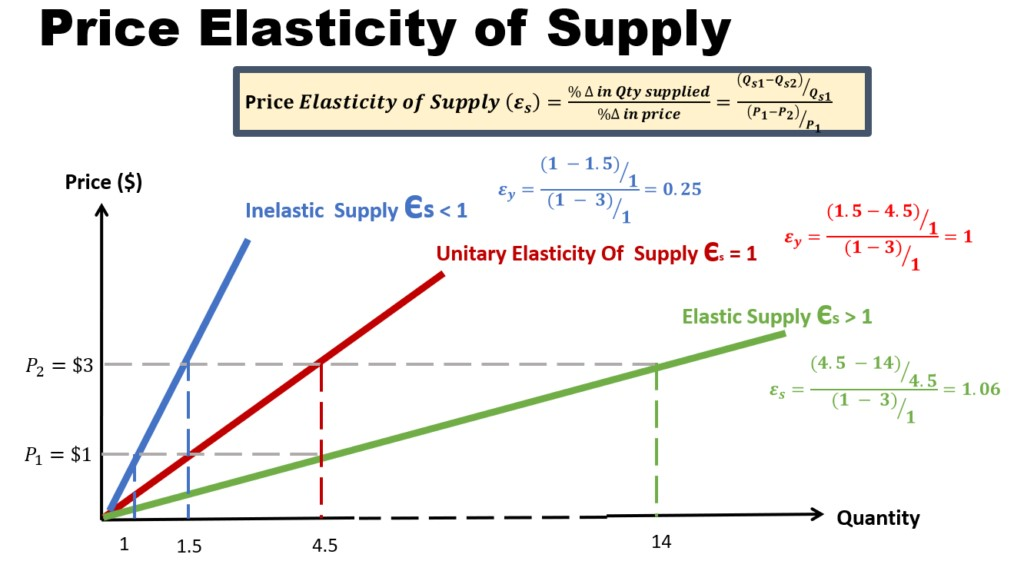 Price Elasticity of Supply
Price Elasticity of Supply (εs) = % Δ in Qty supplied / %Δ in price = (Qs1−Qs2)/Qs1 / (P1−P2)/P1
Price ($)
Inelastic Supply Єs < 1
εy = (1 − 1.5)/1 / (1 − 3)/1 = 0.25
Unitary Elasticity Of Supply Єs = 1
εy = (1.5 − 4.5)/1 / (1 − 3)/1 = 1
Elastic Supply Єs > 1
εs = (4.5 − 14)/4.5 / (1 − 3)/1 = 1.06
P2 = $3
P1 = $1
Quantity
1 1.5 4.5 14